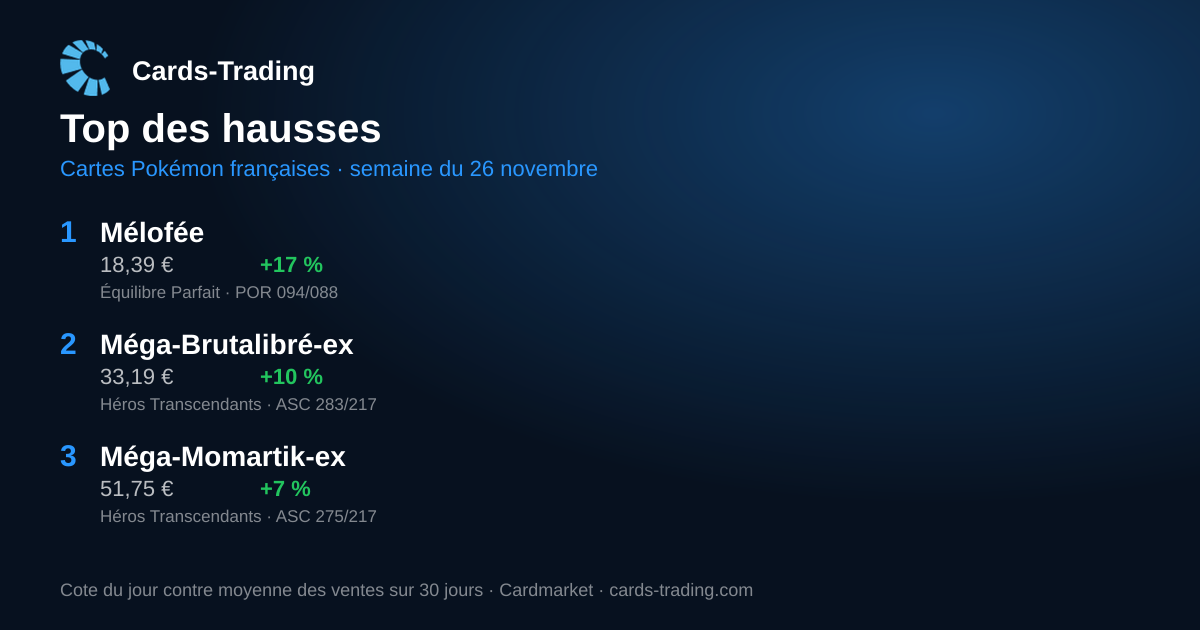 Cards-Trading
Top des hausses
Cartes Pokémon françaises · semaine du 26 novembre
1 Mélofée
18,39 € +17 %
Équilibre Parfait · POR 094/088
2 Méga-Brutalibré-ex
33,19 € +10 %
Héros Transcendants · ASC 283/217
3 Méga-Momartik-ex
51,75 € +7 %
Héros Transcendants · ASC 275/217
Cote du jour contre moyenne des ventes sur 30 jours · Cardmarket · cards-trading.com